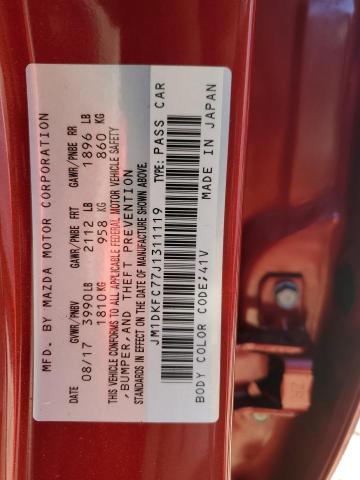 MFD. BY MAZDA MOTOR CORPORATION
DATE GVWR/PNBV GAWR/PNBE FRT GAWR/PNBE RR
08/17 3990LB 2112 LB 1896 LB
1810KG 958 KG 860 KG
THIS VEHICLE CONFORMS TO ALL APPLICABLE FEDERAL MOTOR VEHICLE SAFETY
,BUMPER,AND THEFT PREVENTION
STANDARDS IN EFFECT ON THE DATE OF MANUFACTURE SHOWN ABOVE.
JM1DKFC77J1311119 TYPE: PASS CAR
BODY COLOR CODE;41V MADE IN JAPAN